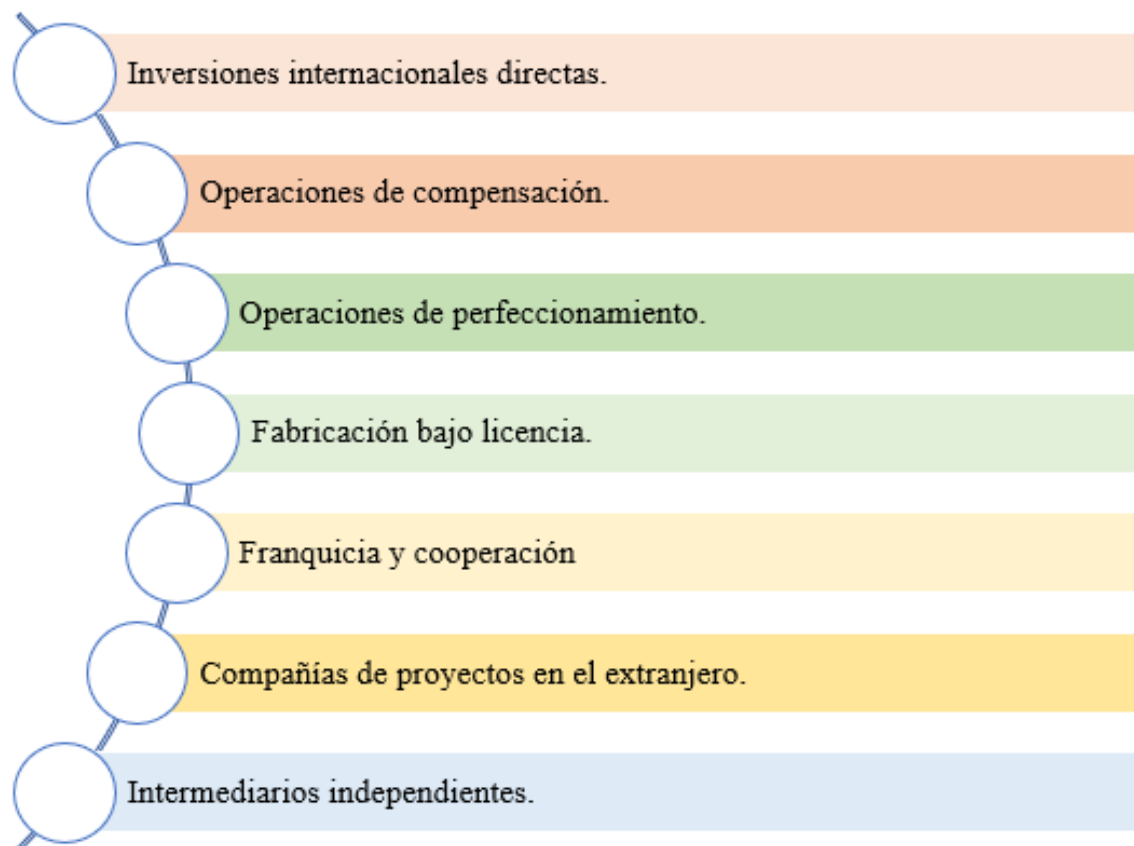 Inversiones internacionales directas.
Operaciones de compensación.
Operaciones de perfeccionamiento.
Fabricación bajo licencia.
Franquicia y cooperación
Compañías de proyectos en el extranjero.
Intermediarios independientes.